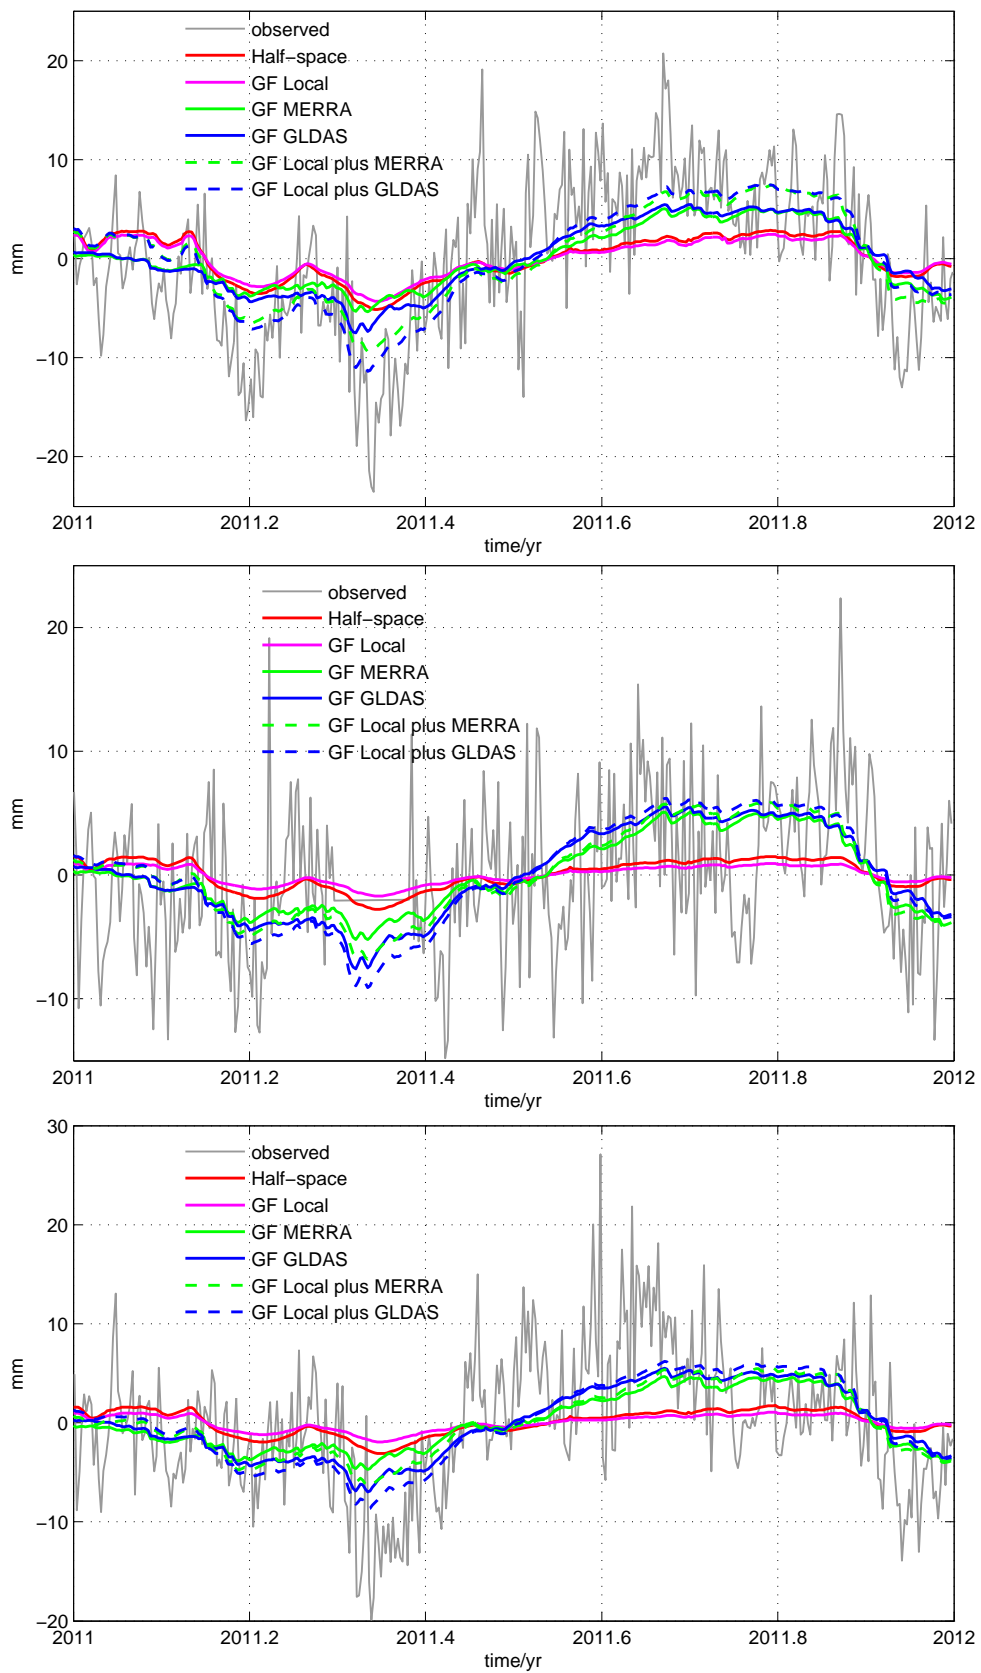 20
10
0
−10
−20
mm
observed
Half−space
GF Local
GF MERRA
GF GLDAS
GF Local plus MERRA
GF Local plus GLDAS
2011
2011.2
2011.4
2011.6
2011.8
2012
time/yr
20
10
0
−10
mm
observed
Half−space
GF Local
GF MERRA
GF GLDAS
GF Local plus MERRA
GF Local plus GLDAS
2011
2011.2
2011.4
2011.6
2011.8
2012
time/yr
30
20
10
0
−10
−20
mm
observed
Half−space
GF Local
GF MERRA
GF GLDAS
GF Local plus MERRA
GF Local plus GLDAS
2011
2011.2
2011.4
2011.6
2011.8
2012
time/yr